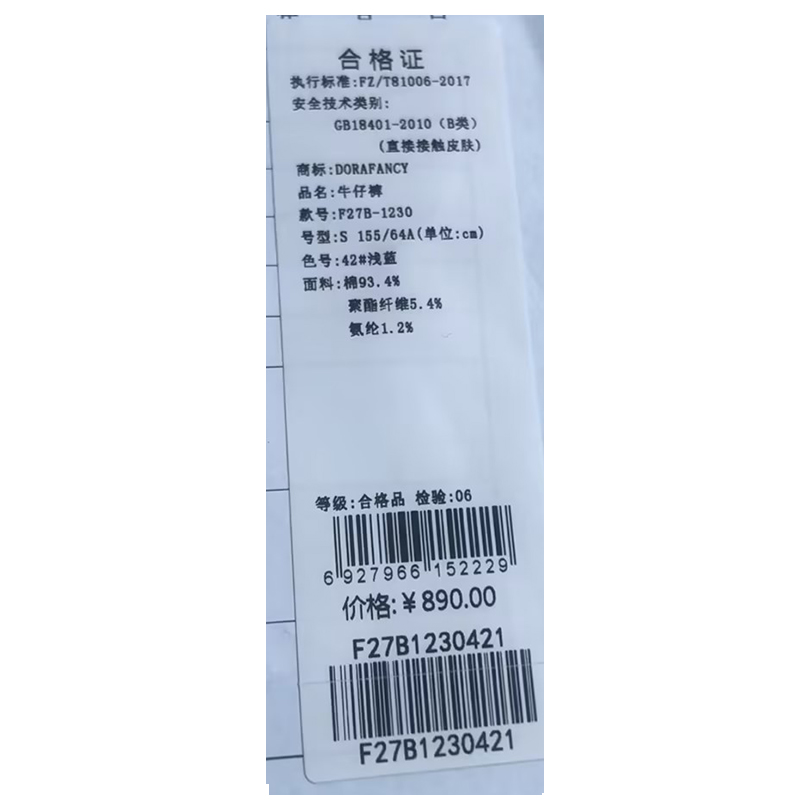 合格证
执行标准:FZ/T81006-2017
安全技术类别:
GB18401-2010（B类）
(直接接触皮肤)
商标:DORAFANCY
品名:牛仔裤
款号:F27B-1230
号型:S 155/64A(单位:cm)
色号:42#浅蓝
面料:棉93.4%
聚酯纤维5.4%
氨纶1.2%
等级:合格品 检验:06
6 927966 152229
价格:¥890.00
F27B1230421
F27B1230421